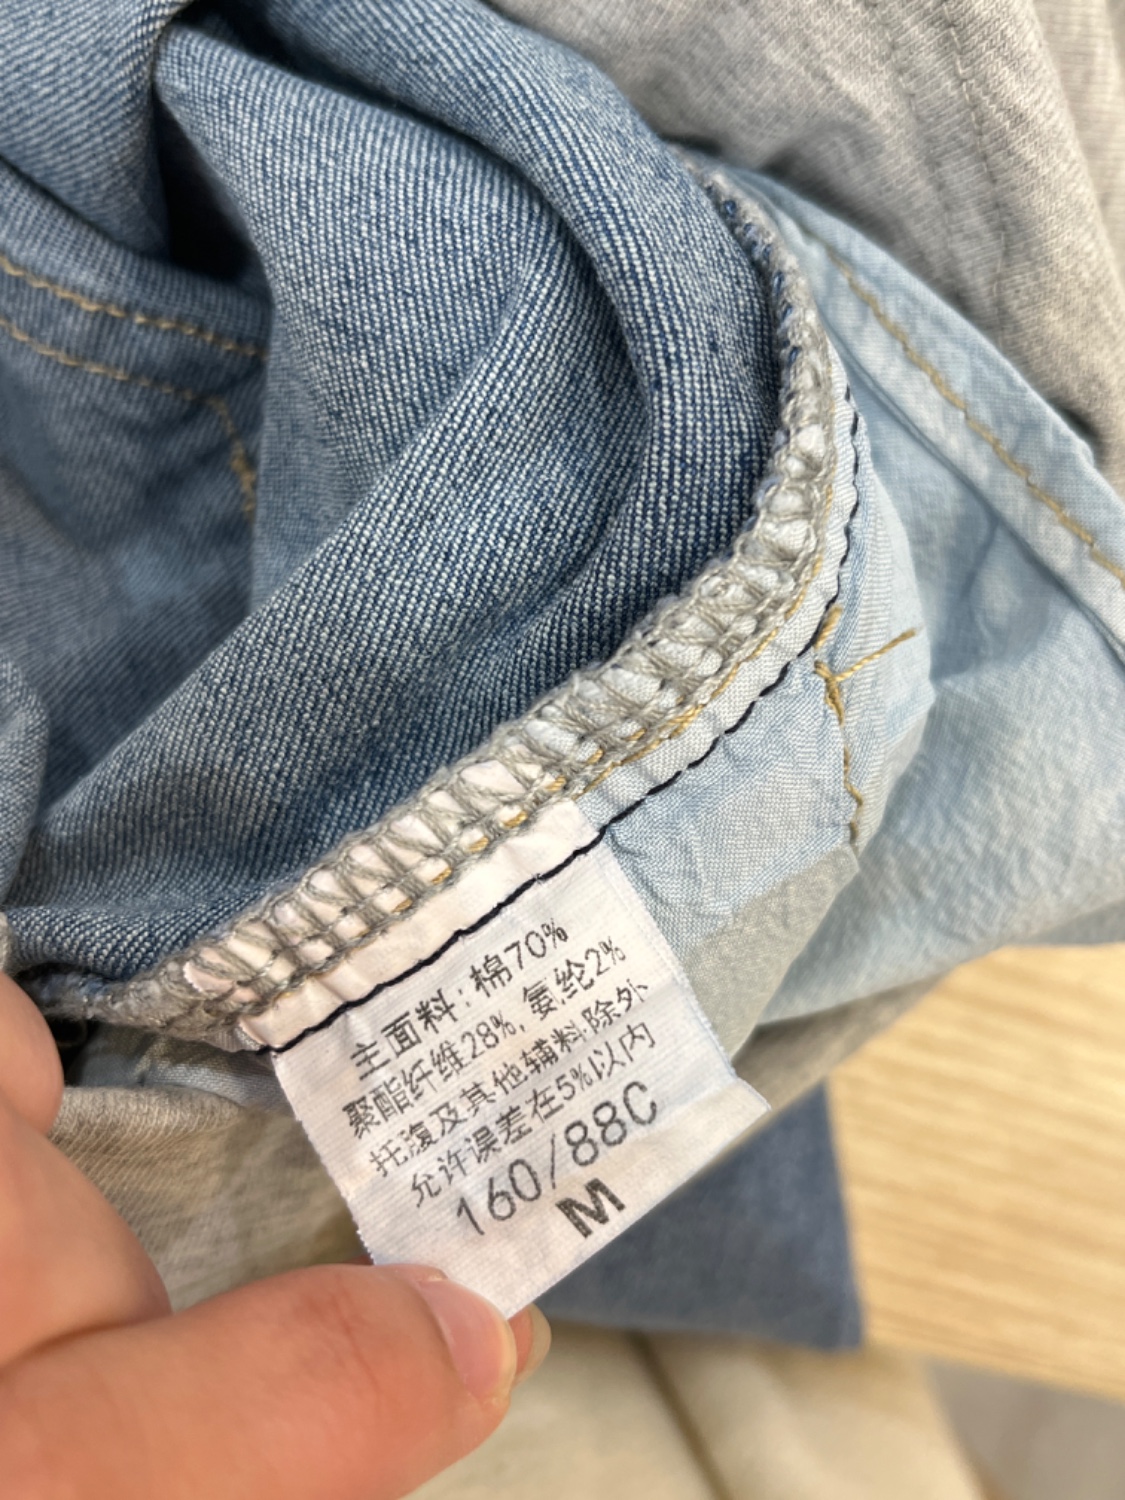 主面料:棉70%
聚酯纤维28%,氨纶2%
托腹及其他辅料除外
允许误差在5%以内
160/88C
M